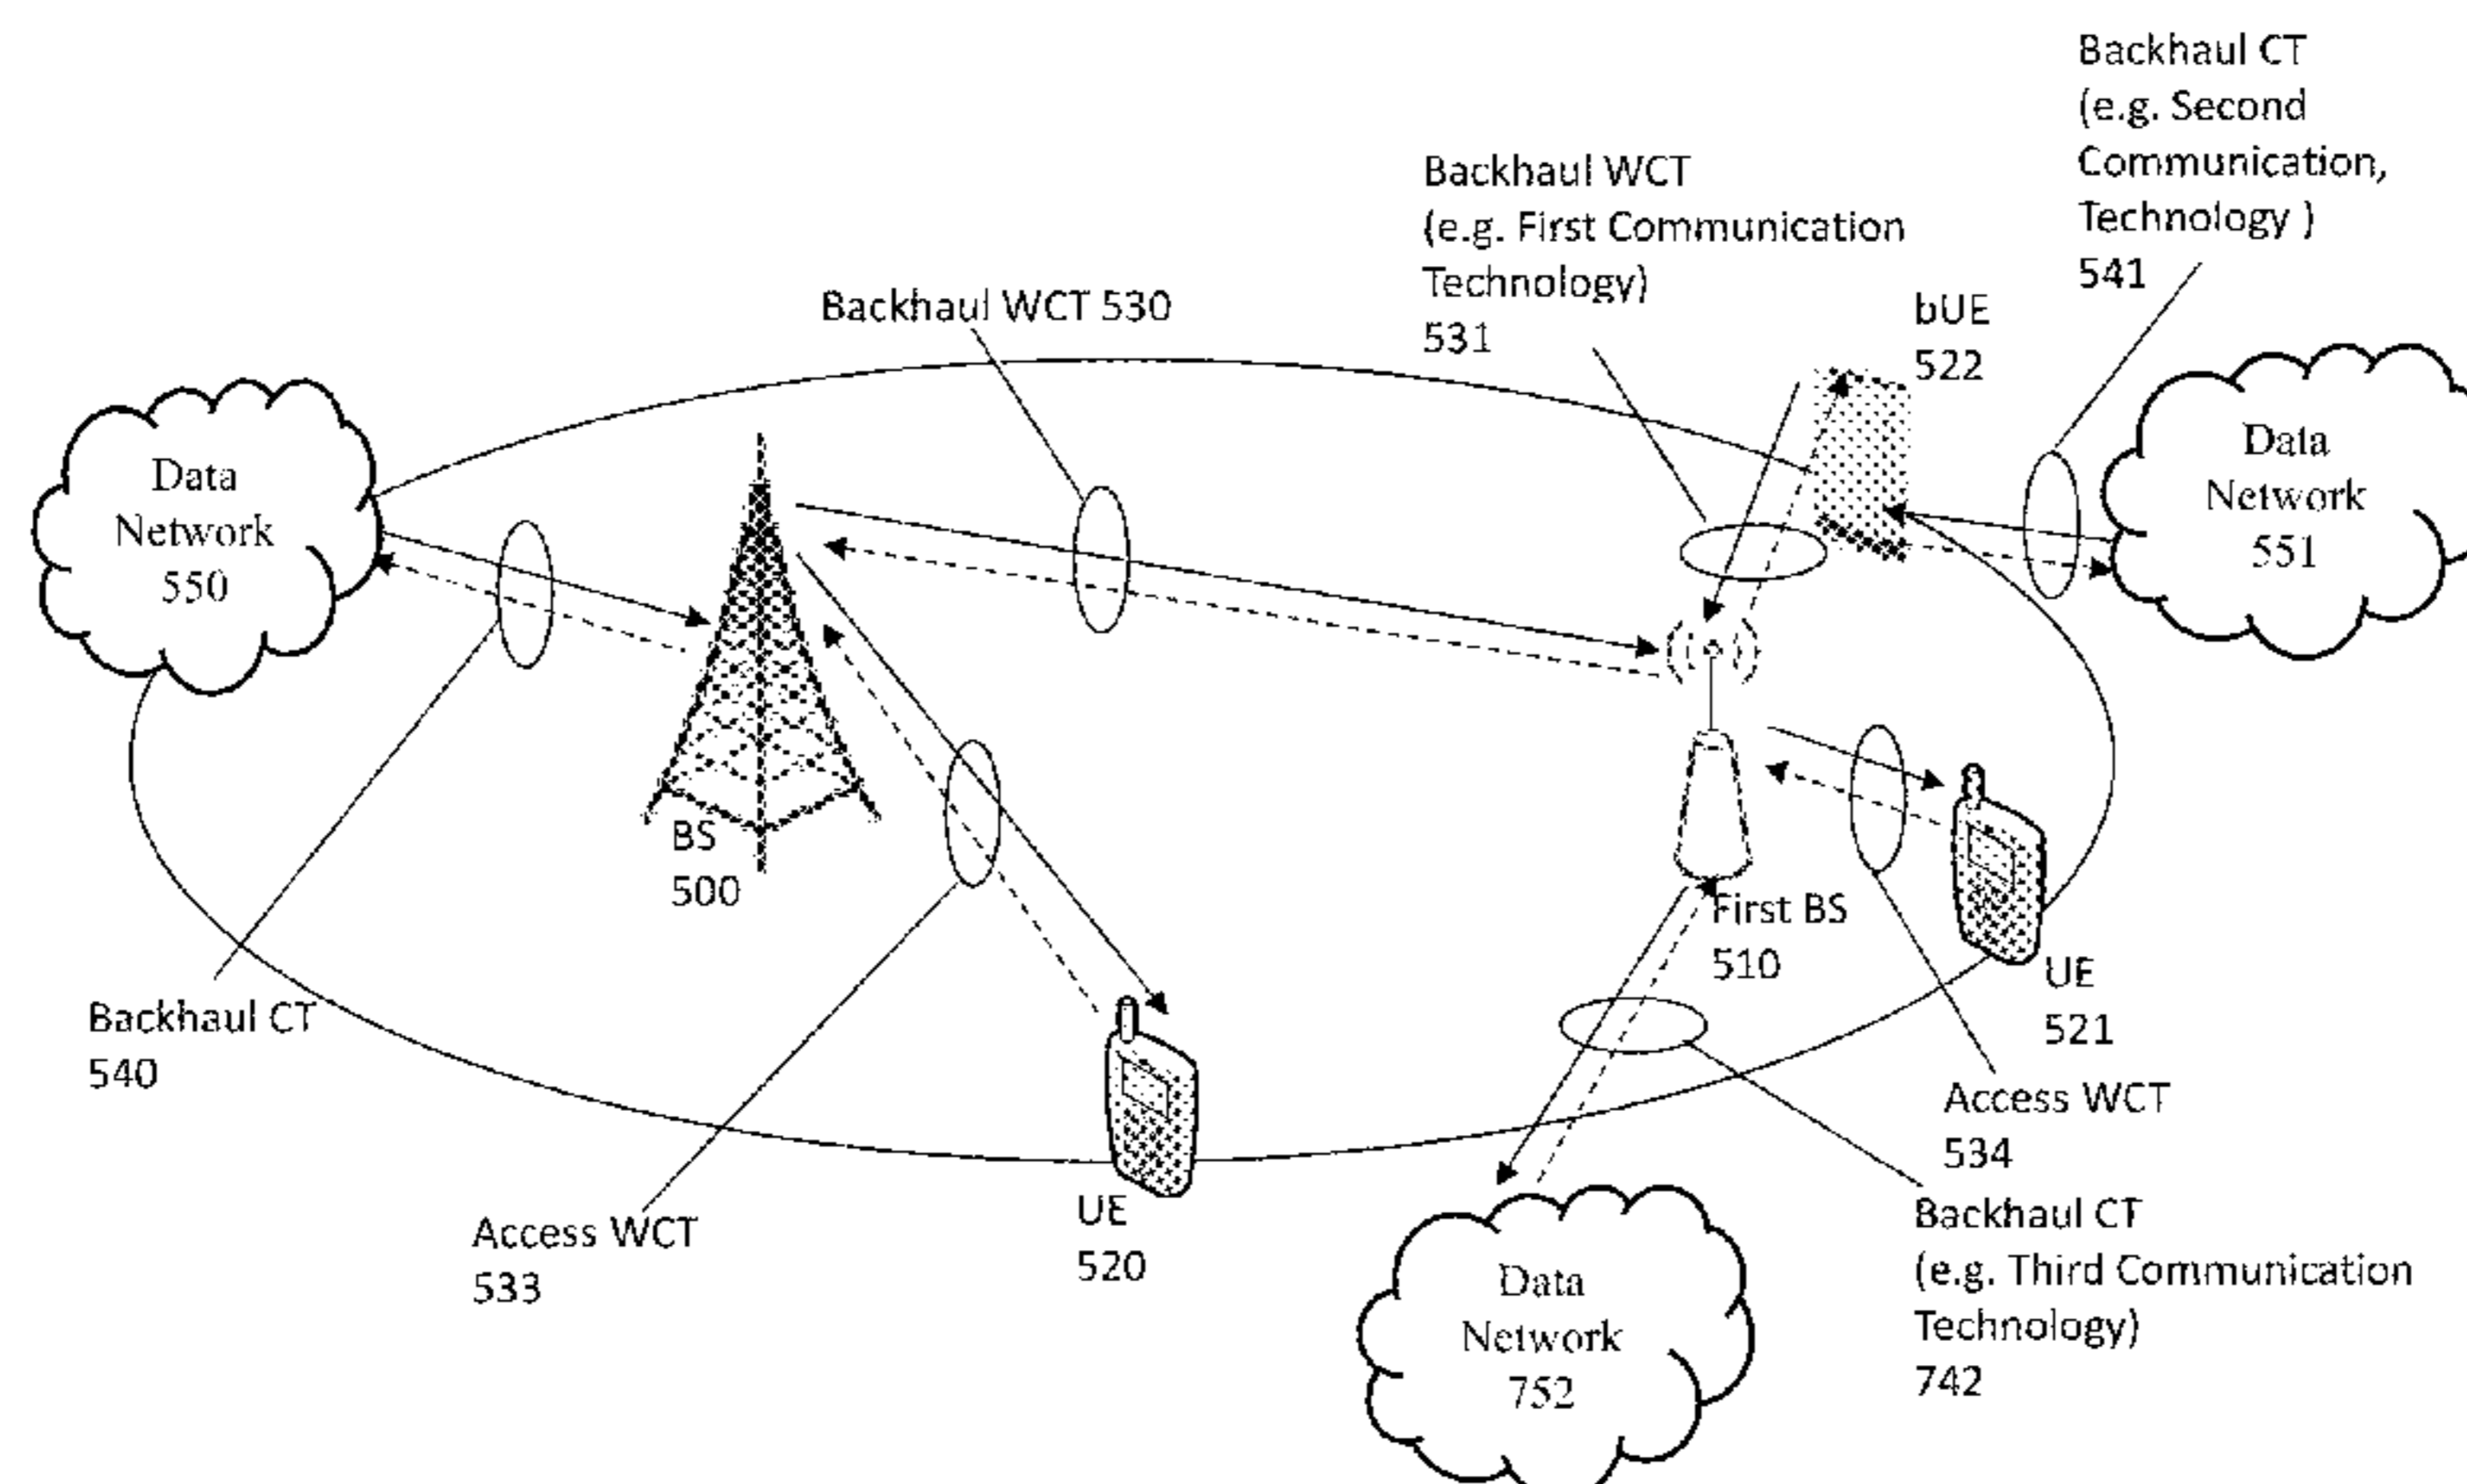 Backhaul CT
(e.g. Second
Communication,
Technology )
541
Backhaul WCT
(e.g. First Communication
Technology)
531
Backhaul WCT 530
bUE
522
Data
Network
550
Data
Network
551
BS
500
First BS
510
UE
521
Backhaul CT
540
Access WCT
534
Access WCT
533
UE
520
Backhaul CT
(e.g. Third Communication
Technology)
742
Data
Network
752